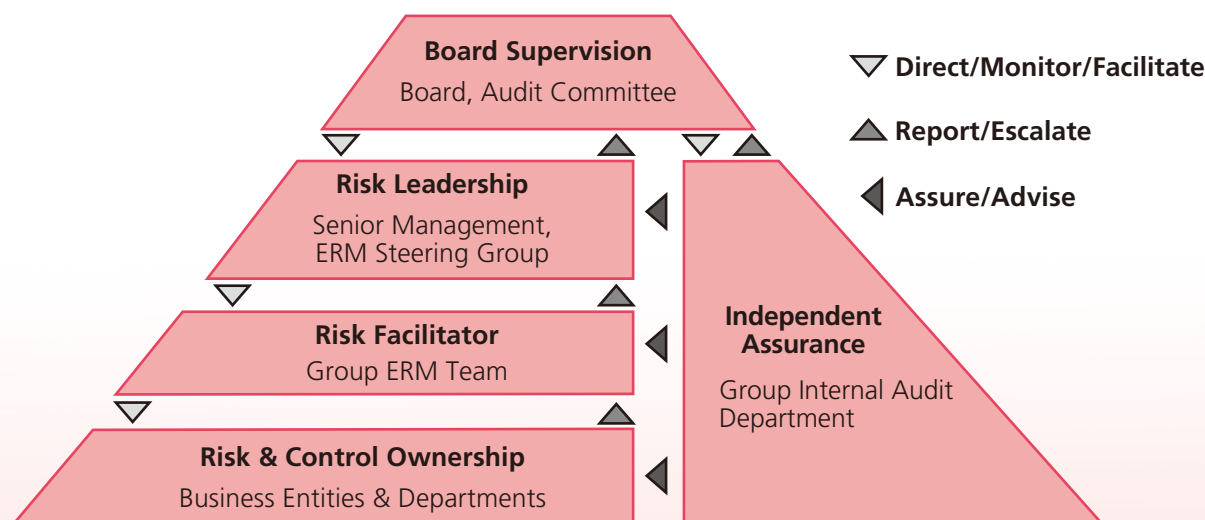 Board Supervision
Board, Audit Committee
Direct/Monitor/Facilitate
Report/Escalate
Assure/Advise
Risk Leadership
Senior Management,
ERM Steering Group
Risk Facilitator
Group ERM Team
Risk & Control Ownership
Business Entities & Departments
Independent
Assurance
Group Internal Audit
Department